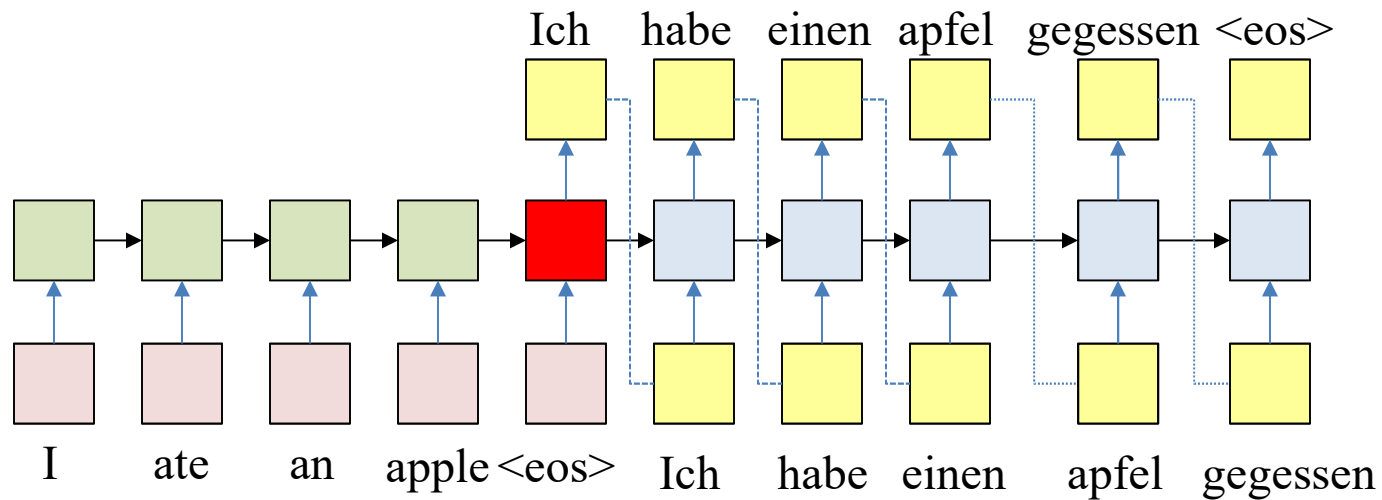 Ich habe einen apfel gegessen <eos>
I ate an apple <eos> Ich habe einen apfel gegessen